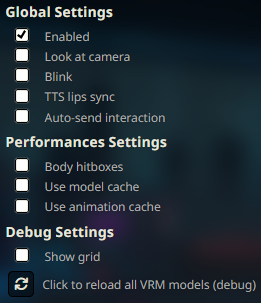 Global Settings
Enabled
Look at camera
Blink
TTS lips sync
Auto-send interaction
Performances Settings
Body hitboxes
Use model cache
Use animation cache
Debug Settings
Show grid
Click to reload all VRM models (debug)